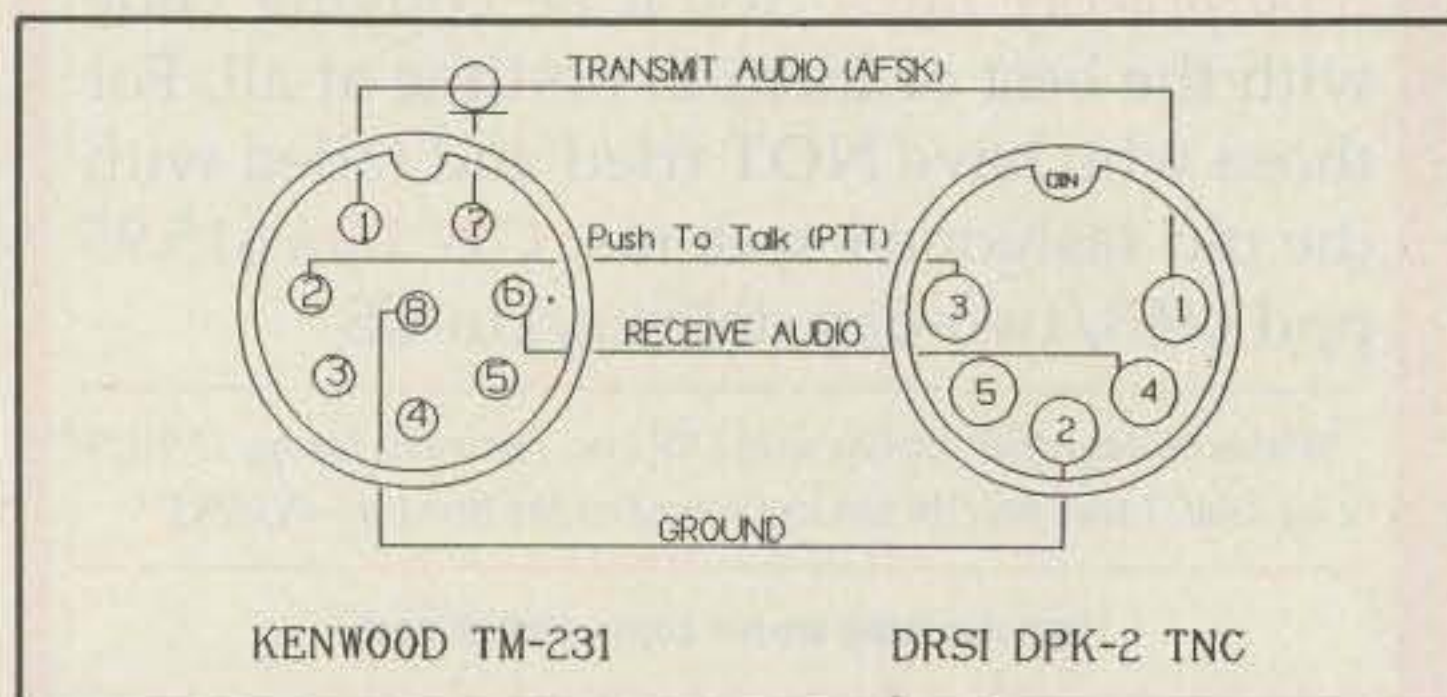 TRANSMIT AUDIO (AFSK)
DIN
1 7
Push To Talk (PTT)
2 8 6 3 1
RECEIVE AUDIO
3 5 5 4
4 2
GROUND
KENWOOD TM-231 DRSI DPK-2 TNC